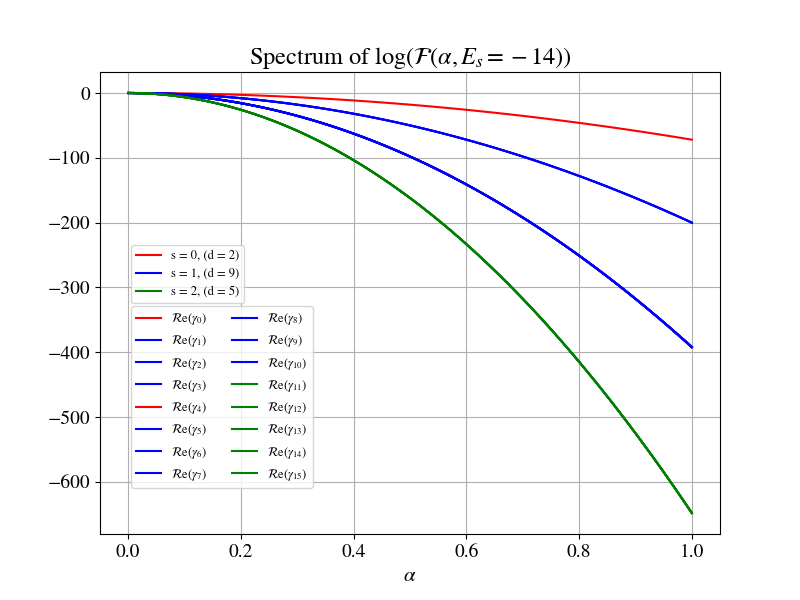 Spectrum of log(ℱ(α, E_s = −14))
0
−100
−200
−300
−400
−500
−600
s = 0, (d = 2)
s = 1, (d = 9)
s = 2, (d = 5)
ℛe(γ₀) ℛe(γ₈)
ℛe(γ₁) ℛe(γ₉)
ℛe(γ₂) ℛe(γ₁₀)
ℛe(γ₃) ℛe(γ₁₁)
ℛe(γ₄) ℛe(γ₁₂)
ℛe(γ₅) ℛe(γ₁₃)
ℛe(γ₆) ℛe(γ₁₄)
ℛe(γ₇) ℛe(γ₁₅)
0.0 0.2 0.4 0.6 0.8 1.0
α